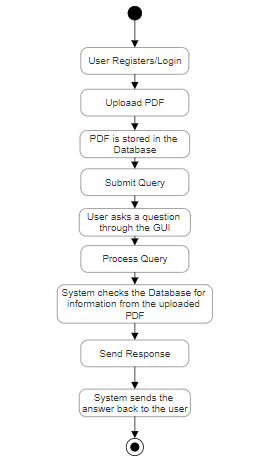 User Registers/Login
Uploaad PDF
PDF is stored in the
Database
Submit Query
User asks a question
through the GUI
Process Query
System checks the Database for
information from the uploaded
PDF
Send Response
System sends the
answer back to the user